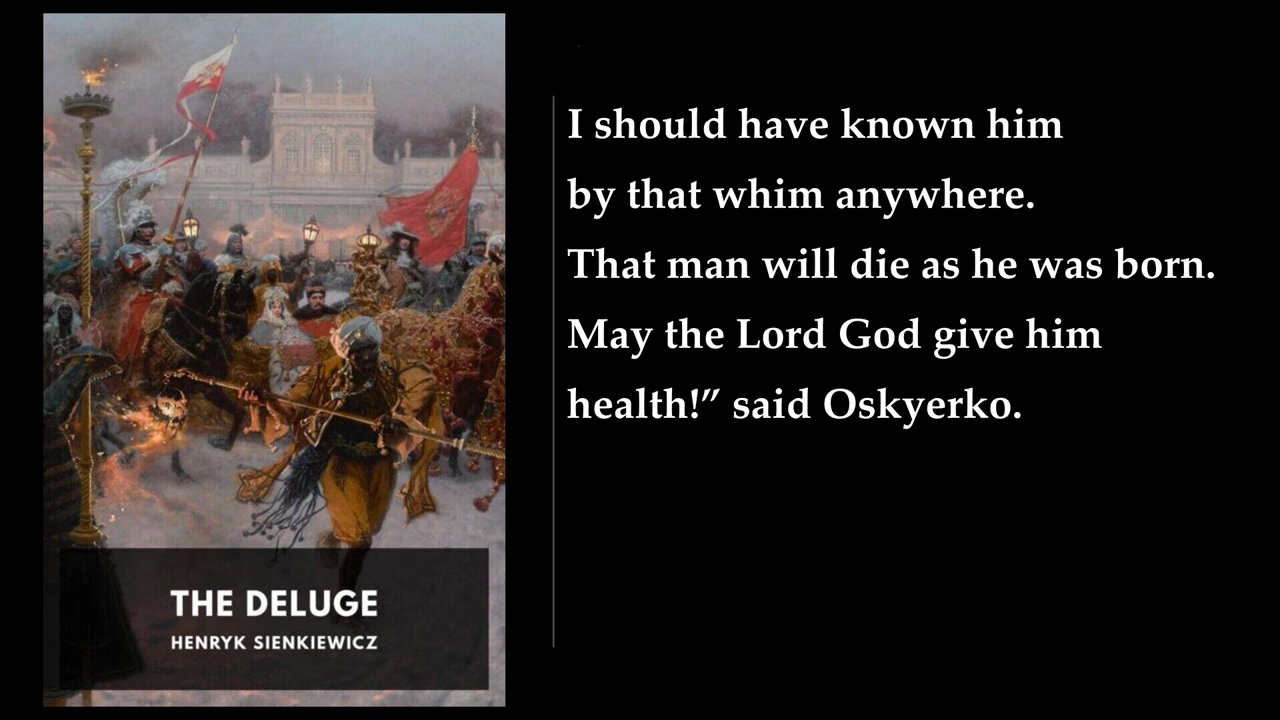 I should have known him
by that whim anywhere.
That man will die as he was born.
May the Lord God give him
health!” said Oskyerko.
THE DELUGE
HENRYK SIENKIEWICZ